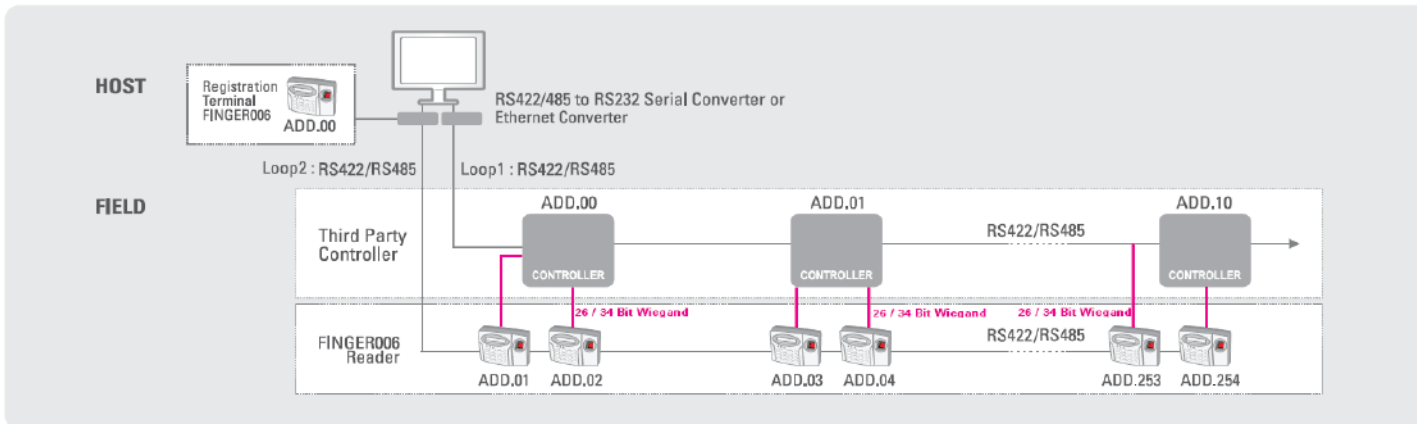 HOST
Registration
Terminal
FINGER006
ADD.00
RS422/485 to RS232 Serial Converter or
Ethernet Converter
Loop2 : RS422/RS485
Loop1 : RS422/RS485
FIELD
ADD.00
ADD.01
ADD.10
Third Party
Controller
RS422/RS485
CONTROLLER
CONTROLLER
CONTROLLER
26 / 34 Bit Wiegand
26 / 34 Bit Wiegand
26 / 34 Bit Wiegand
FINGER006
Reader
RS422/RS485
ADD.01
ADD.02
ADD.03
ADD.04
ADD.253
ADD.254